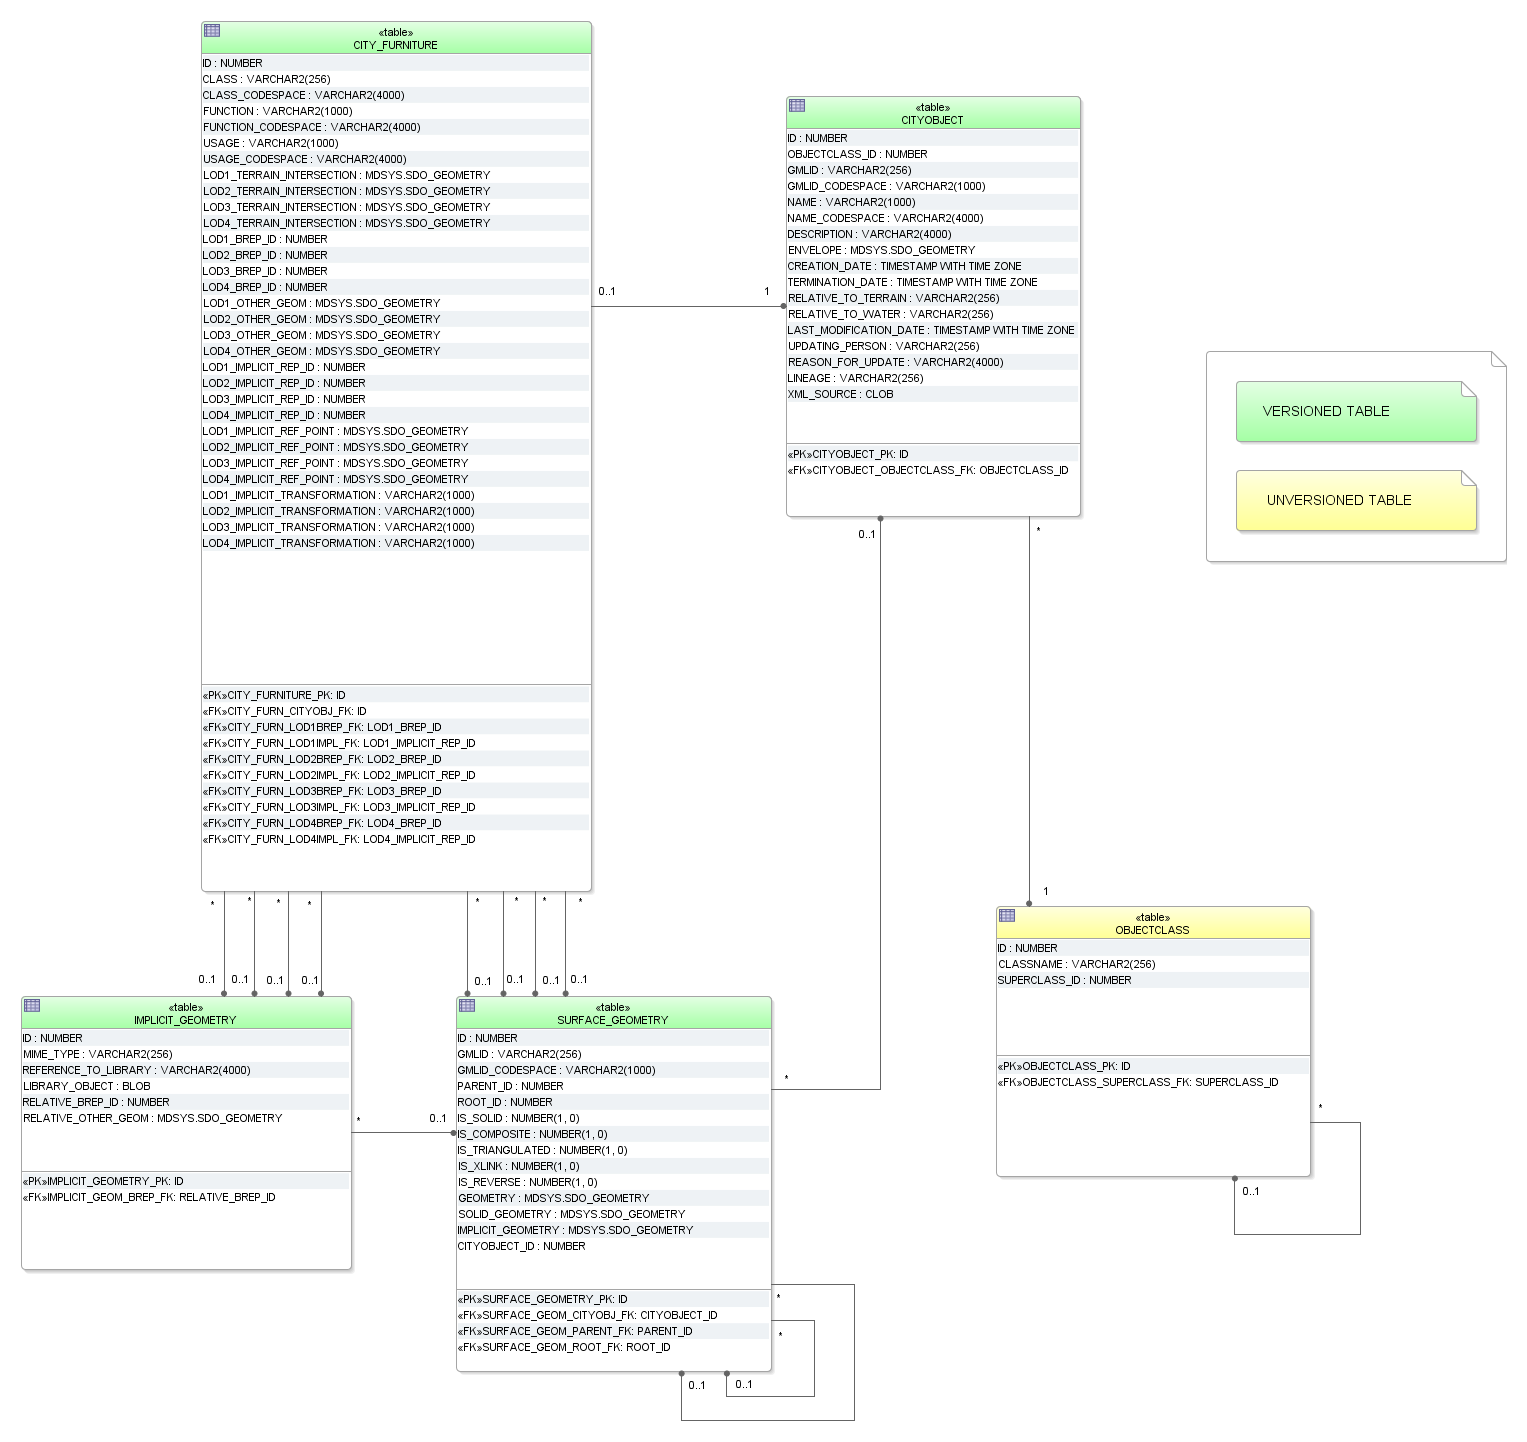 «table»
CITY_FURNITURE
ID : NUMBER
CLASS : VARCHAR2(256)
CLASS_CODESPACE : VARCHAR2(4000)
FUNCTION : VARCHAR2(1000)
FUNCTION_CODESPACE : VARCHAR2(4000)
USAGE : VARCHAR2(1000)
USAGE_CODESPACE : VARCHAR2(4000)
LOD1_TERRAIN_INTERSECTION : MDSYS.SDO_GEOMETRY
LOD2_TERRAIN_INTERSECTION : MDSYS.SDO_GEOMETRY
LOD3_TERRAIN_INTERSECTION : MDSYS.SDO_GEOMETRY
LOD4_TERRAIN_INTERSECTION : MDSYS.SDO_GEOMETRY
LOD1_BREP_ID : NUMBER
LOD2_BREP_ID : NUMBER
LOD3_BREP_ID : NUMBER
LOD4_BREP_ID : NUMBER
LOD1_OTHER_GEOM : MDSYS.SDO_GEOMETRY
LOD2_OTHER_GEOM : MDSYS.SDO_GEOMETRY
LOD3_OTHER_GEOM : MDSYS.SDO_GEOMETRY
LOD4_OTHER_GEOM : MDSYS.SDO_GEOMETRY
LOD1_IMPLICIT_REP_ID : NUMBER
LOD2_IMPLICIT_REP_ID : NUMBER
LOD3_IMPLICIT_REP_ID : NUMBER
LOD4_IMPLICIT_REP_ID : NUMBER
LOD1_IMPLICIT_REF_POINT : MDSYS.SDO_GEOMETRY
LOD2_IMPLICIT_REF_POINT : MDSYS.SDO_GEOMETRY
LOD3_IMPLICIT_REF_POINT : MDSYS.SDO_GEOMETRY
LOD4_IMPLICIT_REF_POINT : MDSYS.SDO_GEOMETRY
LOD1_IMPLICIT_TRANSFORMATION : VARCHAR2(1000)
LOD2_IMPLICIT_TRANSFORMATION : VARCHAR2(1000)
LOD3_IMPLICIT_TRANSFORMATION : VARCHAR2(1000)
LOD4_IMPLICIT_TRANSFORMATION : VARCHAR2(1000)
«PK»CITY_FURNITURE_PK: ID
«FK»CITY_FURN_CITYOBJ_FK: ID
«FK»CITY_FURN_LOD1BREP_FK: LOD1_BREP_ID
«FK»CITY_FURN_LOD1IMPL_FK: LOD1_IMPLICIT_REP_ID
«FK»CITY_FURN_LOD2BREP_FK: LOD2_BREP_ID
«FK»CITY_FURN_LOD2IMPL_FK: LOD2_IMPLICIT_REP_ID
«FK»CITY_FURN_LOD3BREP_FK: LOD3_BREP_ID
«FK»CITY_FURN_LOD3IMPL_FK: LOD3_IMPLICIT_REP_ID
«FK»CITY_FURN_LOD4BREP_FK: LOD4_BREP_ID
«FK»CITY_FURN_LOD4IMPL_FK: LOD4_IMPLICIT_REP_ID
0..1 1
«table»
CITYOBJECT
ID : NUMBER
OBJECTCLASS_ID : NUMBER
GMLID : VARCHAR2(256)
GMLID_CODESPACE : VARCHAR2(1000)
NAME : VARCHAR2(1000)
NAME_CODESPACE : VARCHAR2(4000)
DESCRIPTION : VARCHAR2(4000)
ENVELOPE : MDSYS.SDO_GEOMETRY
CREATION_DATE : TIMESTAMP WITH TIME ZONE
TERMINATION_DATE : TIMESTAMP WITH TIME ZONE
RELATIVE_TO_TERRAIN : VARCHAR2(256)
RELATIVE_TO_WATER : VARCHAR2(256)
LAST_MODIFICATION_DATE : TIMESTAMP WITH TIME ZONE
UPDATING_PERSON : VARCHAR2(256)
REASON_FOR_UPDATE : VARCHAR2(4000)
LINEAGE : VARCHAR2(256)
XML_SOURCE : CLOB
«PK»CITYOBJECT_PK: ID
«FK»CITYOBJECT_OBJECTCLASS_FK: OBJECTCLASS_ID
0..1 *
VERSIONED TABLE
UNVERSIONED TABLE
* * * * * * * *
0..1 0..1 0..1 0..1 0..1 0..1 0..1 0..1
1
«table»
OBJECTCLASS
ID : NUMBER
CLASSNAME : VARCHAR2(256)
SUPERCLASS_ID : NUMBER
«PK»OBJECTCLASS_PK: ID
«FK»OBJECTCLASS_SUPERCLASS_FK: SUPERCLASS_ID
*
0..1
«table»
IMPLICIT_GEOMETRY
ID : NUMBER
MIME_TYPE : VARCHAR2(256)
REFERENCE_TO_LIBRARY : VARCHAR2(4000)
LIBRARY_OBJECT : BLOB
RELATIVE_BREP_ID : NUMBER
RELATIVE_OTHER_GEOM : MDSYS.SDO_GEOMETRY
«PK»IMPLICIT_GEOMETRY_PK: ID
«FK»IMPLICIT_GEOM_BREP_FK: RELATIVE_BREP_ID
* 0..1
«table»
SURFACE_GEOMETRY
ID : NUMBER
GMLID : VARCHAR2(256)
GMLID_CODESPACE : VARCHAR2(1000)
PARENT_ID : NUMBER
ROOT_ID : NUMBER
IS_SOLID : NUMBER(1, 0)
IS_COMPOSITE : NUMBER(1, 0)
IS_TRIANGULATED : NUMBER(1, 0)
IS_XLINK : NUMBER(1, 0)
IS_REVERSE : NUMBER(1, 0)
GEOMETRY : MDSYS.SDO_GEOMETRY
SOLID_GEOMETRY : MDSYS.SDO_GEOMETRY
IMPLICIT_GEOMETRY : MDSYS.SDO_GEOMETRY
CITYOBJECT_ID : NUMBER
«PK»SURFACE_GEOMETRY_PK: ID
«FK»SURFACE_GEOM_CITYOBJ_FK: CITYOBJECT_ID
«FK»SURFACE_GEOM_PARENT_FK: PARENT_ID
«FK»SURFACE_GEOM_ROOT_FK: ROOT_ID
*
*
*
0..1 0..1